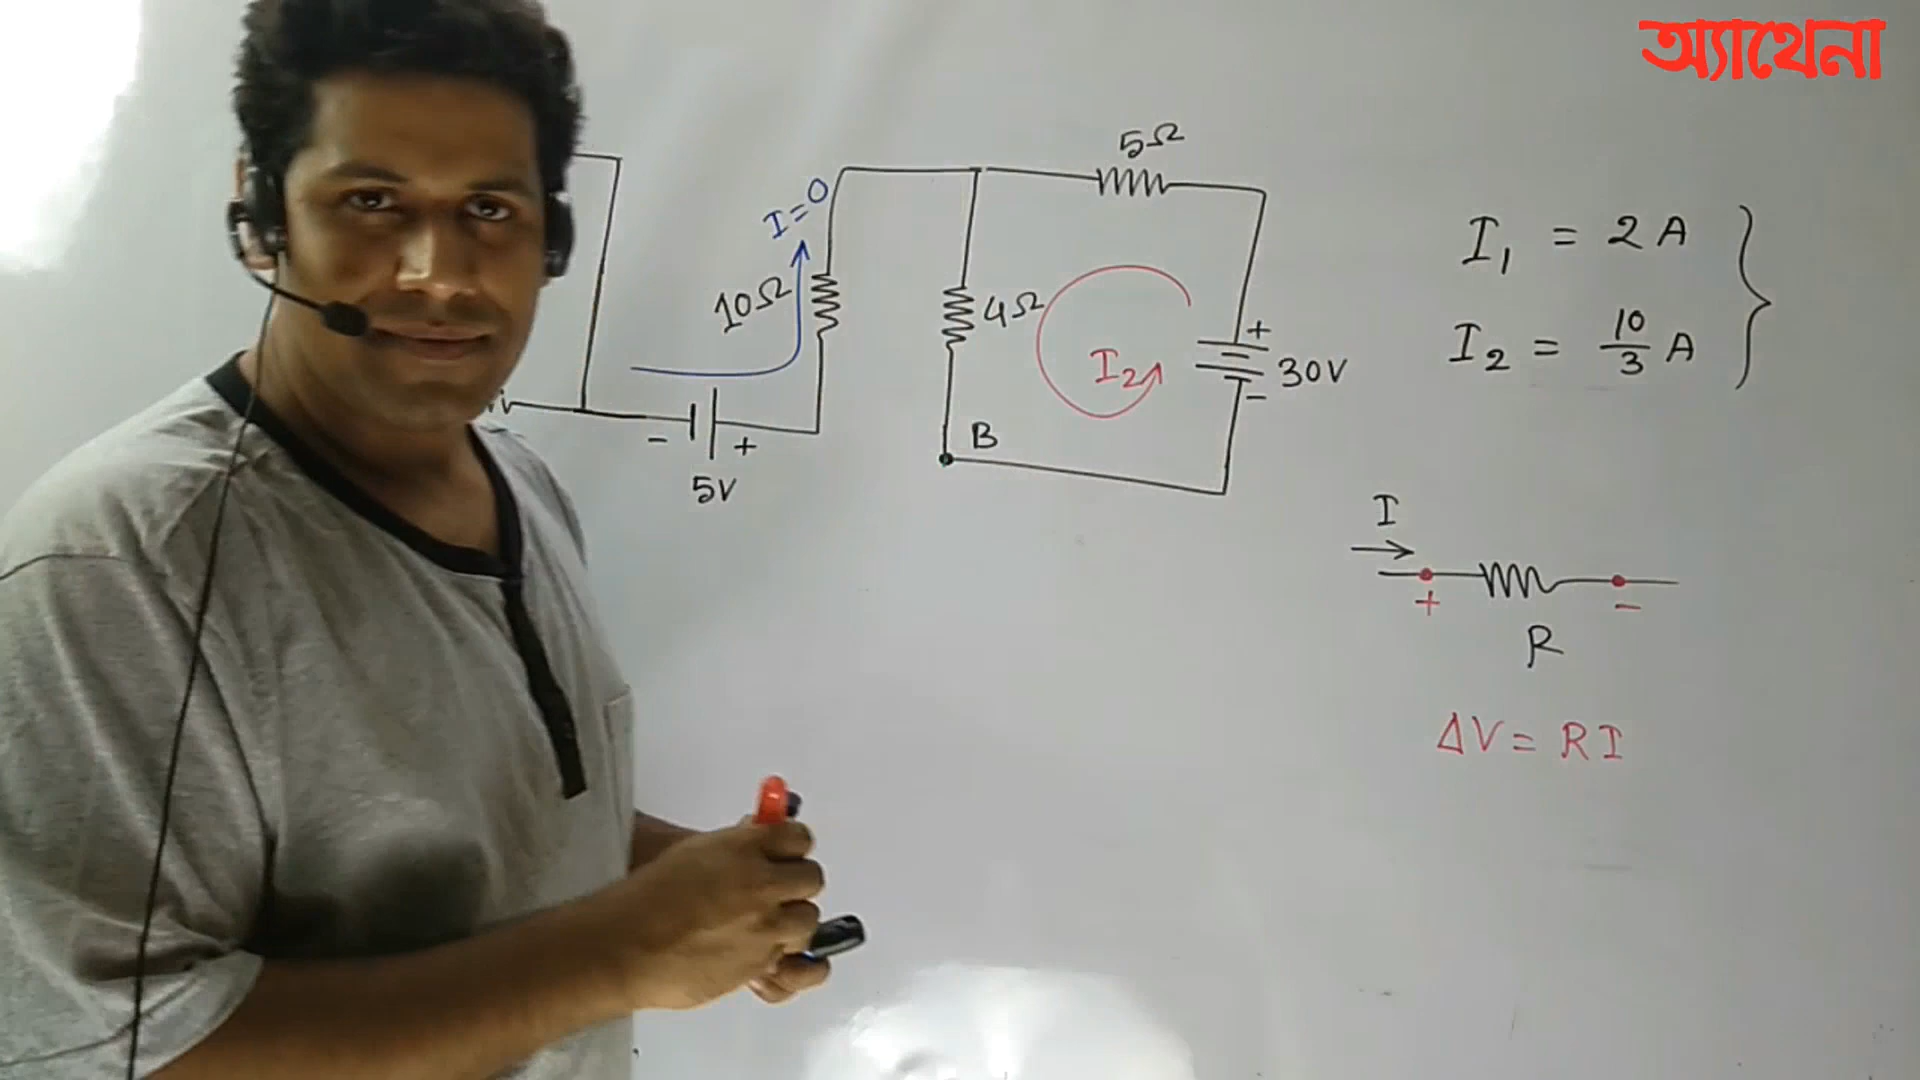 অ্যাথেনা
5Ω
I=0
10Ω
4Ω
I₂
+
30V
-
B
- +
5V
I₁ = 2 A
I₂ = 10/3 A
I
+ -
R
ΔV = RI